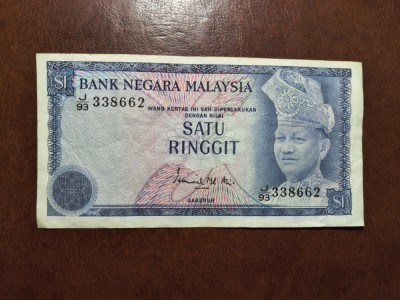 $1
BANK NEGARA MALAYSIA
J/93 338662
WANG KERTAS INI SAH DIPERLAKUKAN
DENGAN NILAI
SATU
RINGGIT
J/93 338662
GABENUR
$1